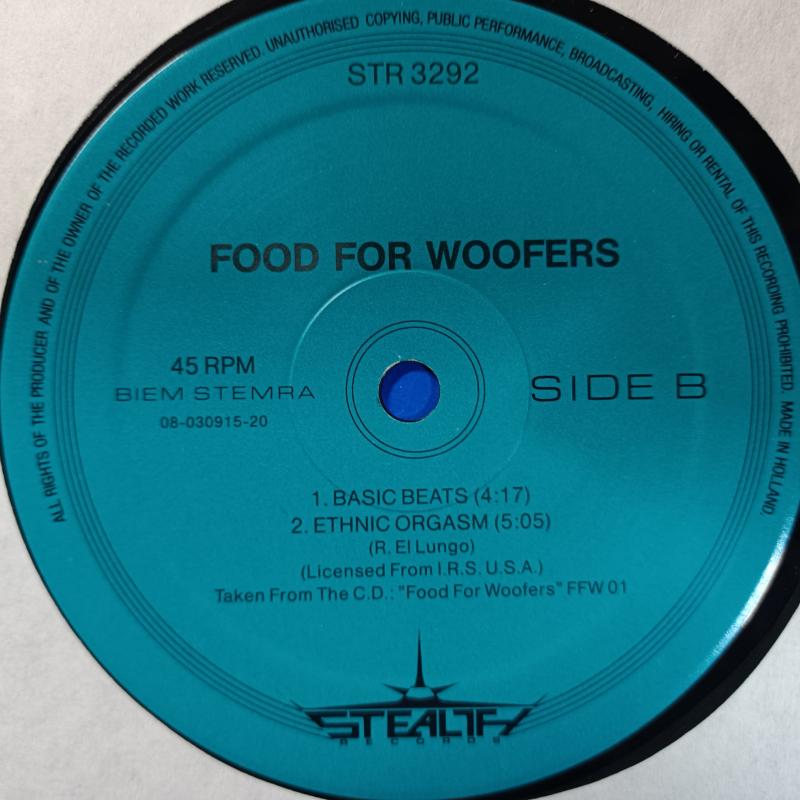 ALL RIGHTS OF THE PRODUCER AND OF THE OWNER OF THE RECORDED WORK RESERVED. UNAUTHORISED COPYING, PUBLIC PERFORMANCE, BROADCASTING, HIRING OR RENTAL OF THIS RECORDING PROHIBITED. MADE IN HOLLAND.
STR 3292
FOOD FOR WOOFERS
45 RPM
BIEM STEMRA
08-030915-20
SIDE B
1. BASIC BEATS (4:17)
2. ETHNIC ORGASM (5:05)
(R. El Lungo)
(Licensed From I.R.S. U.S.A.)
Taken From The C.D.: "Food For Woofers" FFW 01
STEALTH
RECORDS